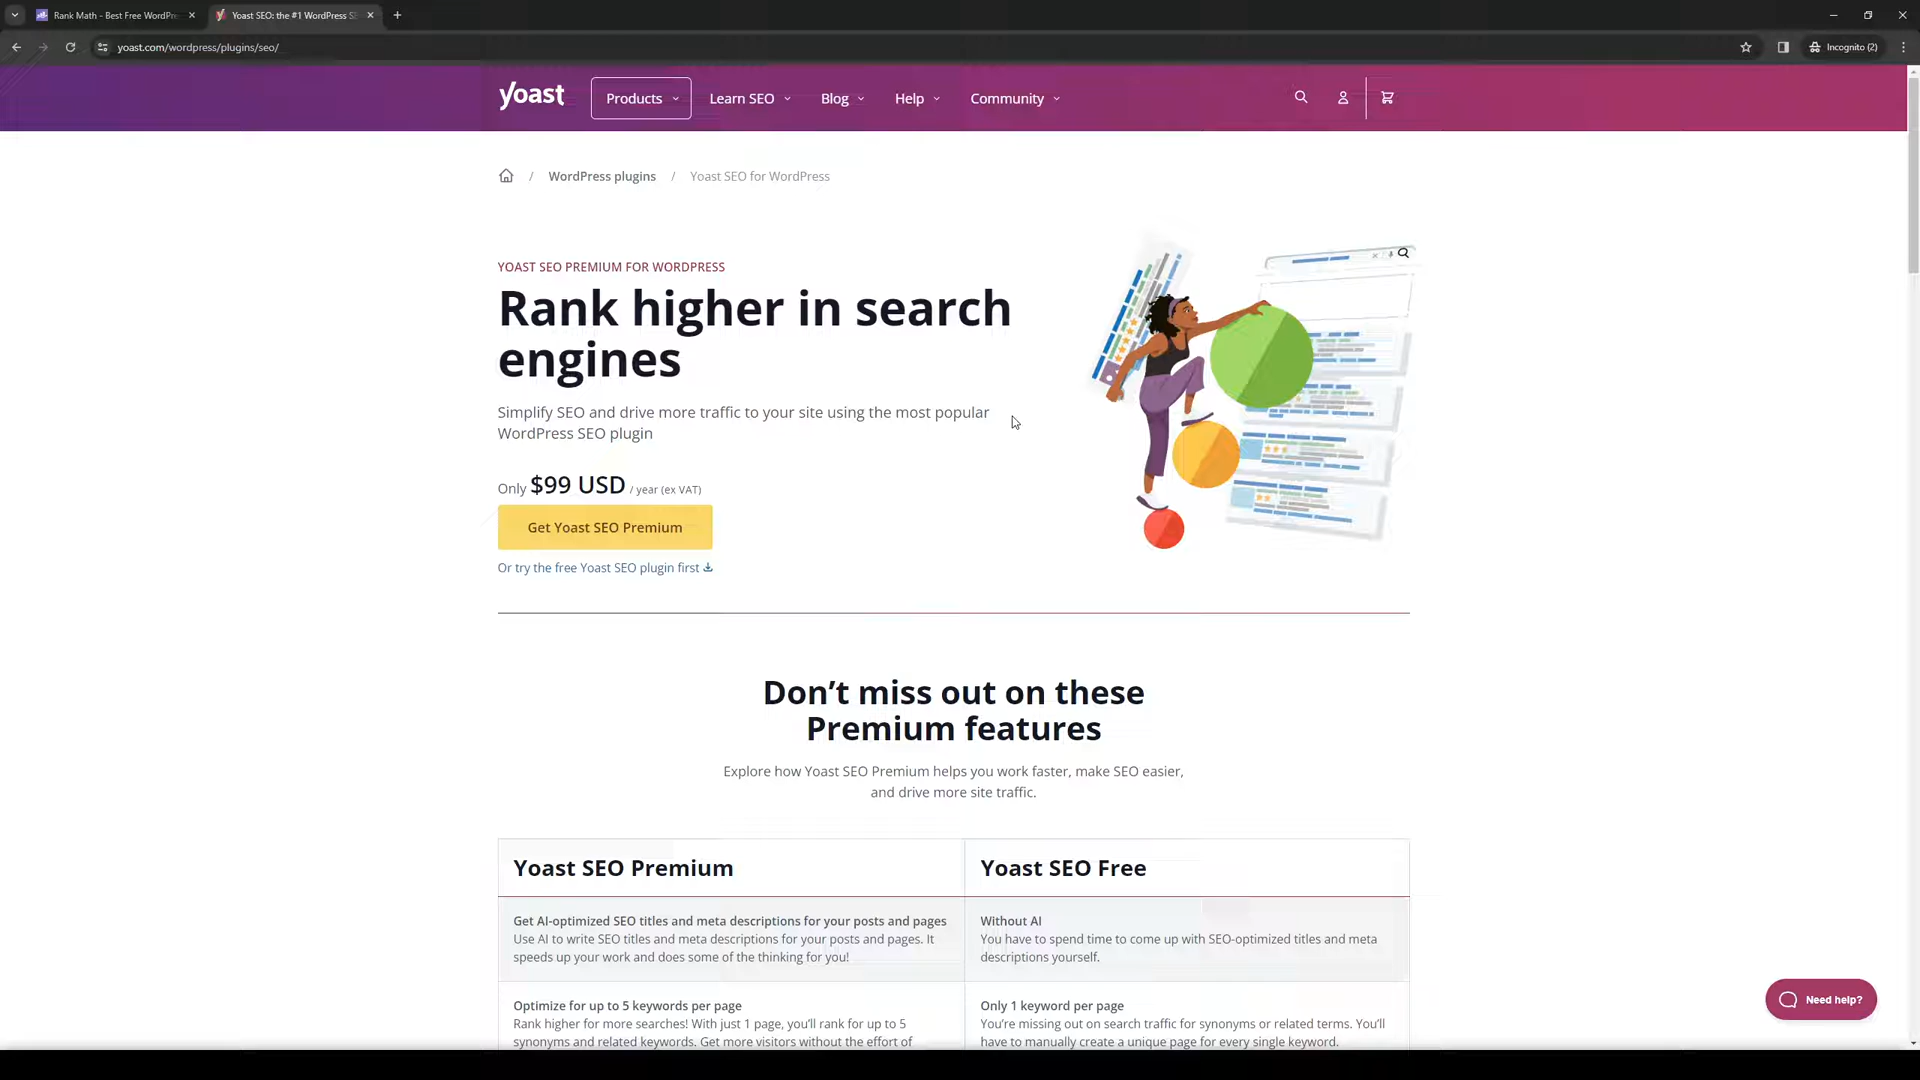 Rank Math - Best Free WordPre
Yoast SEO: the #1 WordPress SE
yoast.com/wordpress/plugins/seo/
Incognito (2)
yoast
Products
Learn SEO
Blog
Help
Community
/ WordPress plugins / Yoast SEO for WordPress
YOAST SEO PREMIUM FOR WORDPRESS
Rank higher in search
engines
Simplify SEO and drive more traffic to your site using the most popular
WordPress SEO plugin
Only $99 USD / year (ex VAT)
Get Yoast SEO Premium
Or try the free Yoast SEO plugin first
Don’t miss out on these
Premium features
Explore how Yoast SEO Premium helps you work faster, make SEO easier,
and drive more site traffic.
Yoast SEO Premium
Yoast SEO Free
Get AI-optimized SEO titles and meta descriptions for your posts and pages
Use AI to write SEO titles and meta descriptions for your posts and pages. It
speeds up your work and does some of the thinking for you!
Without AI
You have to spend time to come up with SEO-optimized titles and meta
descriptions yourself.
Optimize for up to 5 keywords per page
Rank higher for more searches! With just 1 page, you’ll rank for up to 5
synonyms and related keywords. Get more visitors without the effort of
Only 1 keyword per page
You’re missing out on search traffic for synonyms or related terms. You’ll
have to manually create a unique page for every single keyword.
Need help?